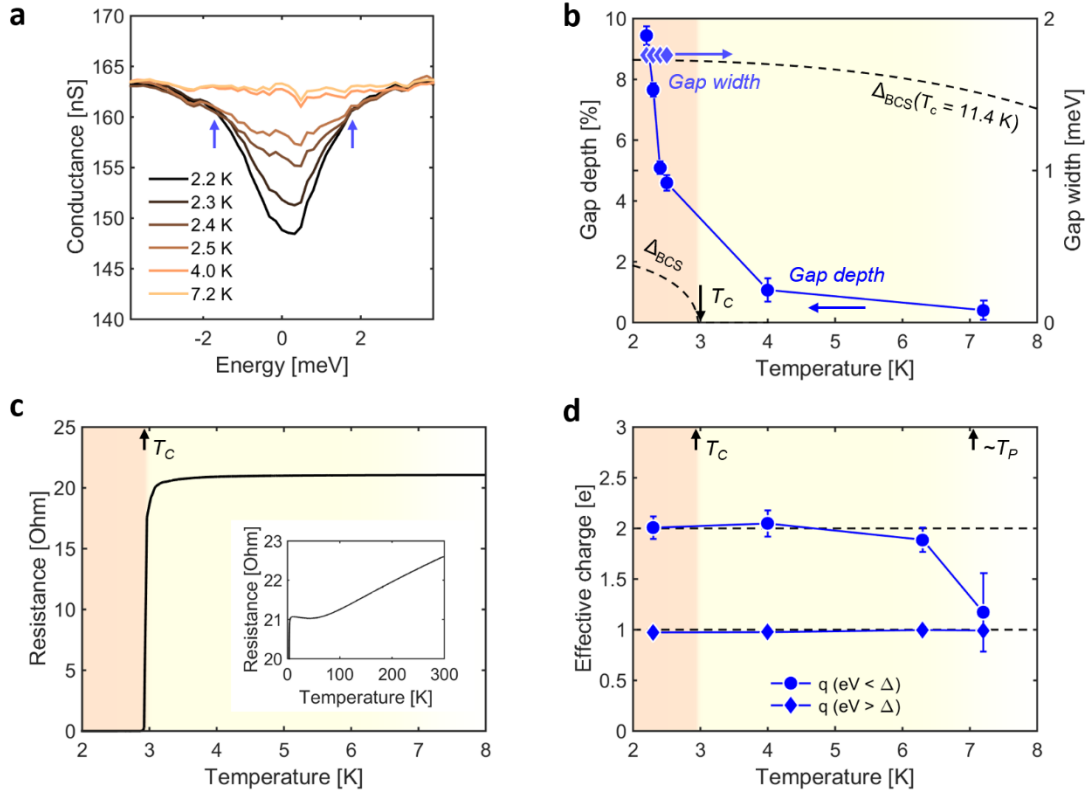 a
170
165
160
155
150
145
140
Conductance [nS]
2.2 K
2.3 K
2.4 K
2.5 K
4.0 K
7.2 K
-2 0 2
Energy [meV]
b
10
8
6
4
2
0
Gap depth [%]
2
1
0
Gap width [meV]
Gap width
Δ_BCS(T_c = 11.4 K)
Δ_BCS
T_C
Gap depth
2 3 4 5 6 7 8
Temperature [K]
c
25
20
15
10
5
0
Resistance [Ohm]
T_C
23
22
21
20
Resistance [Ohm]
0 100 200 300
Temperature [K]
2 3 4 5 6 7 8
Temperature [K]
d
3
2.5
2
1.5
1
0.5
0
Effective charge [e]
T_C
~T_P
q (eV < Δ)
q (eV > Δ)
2 3 4 5 6 7 8
Temperature [K]